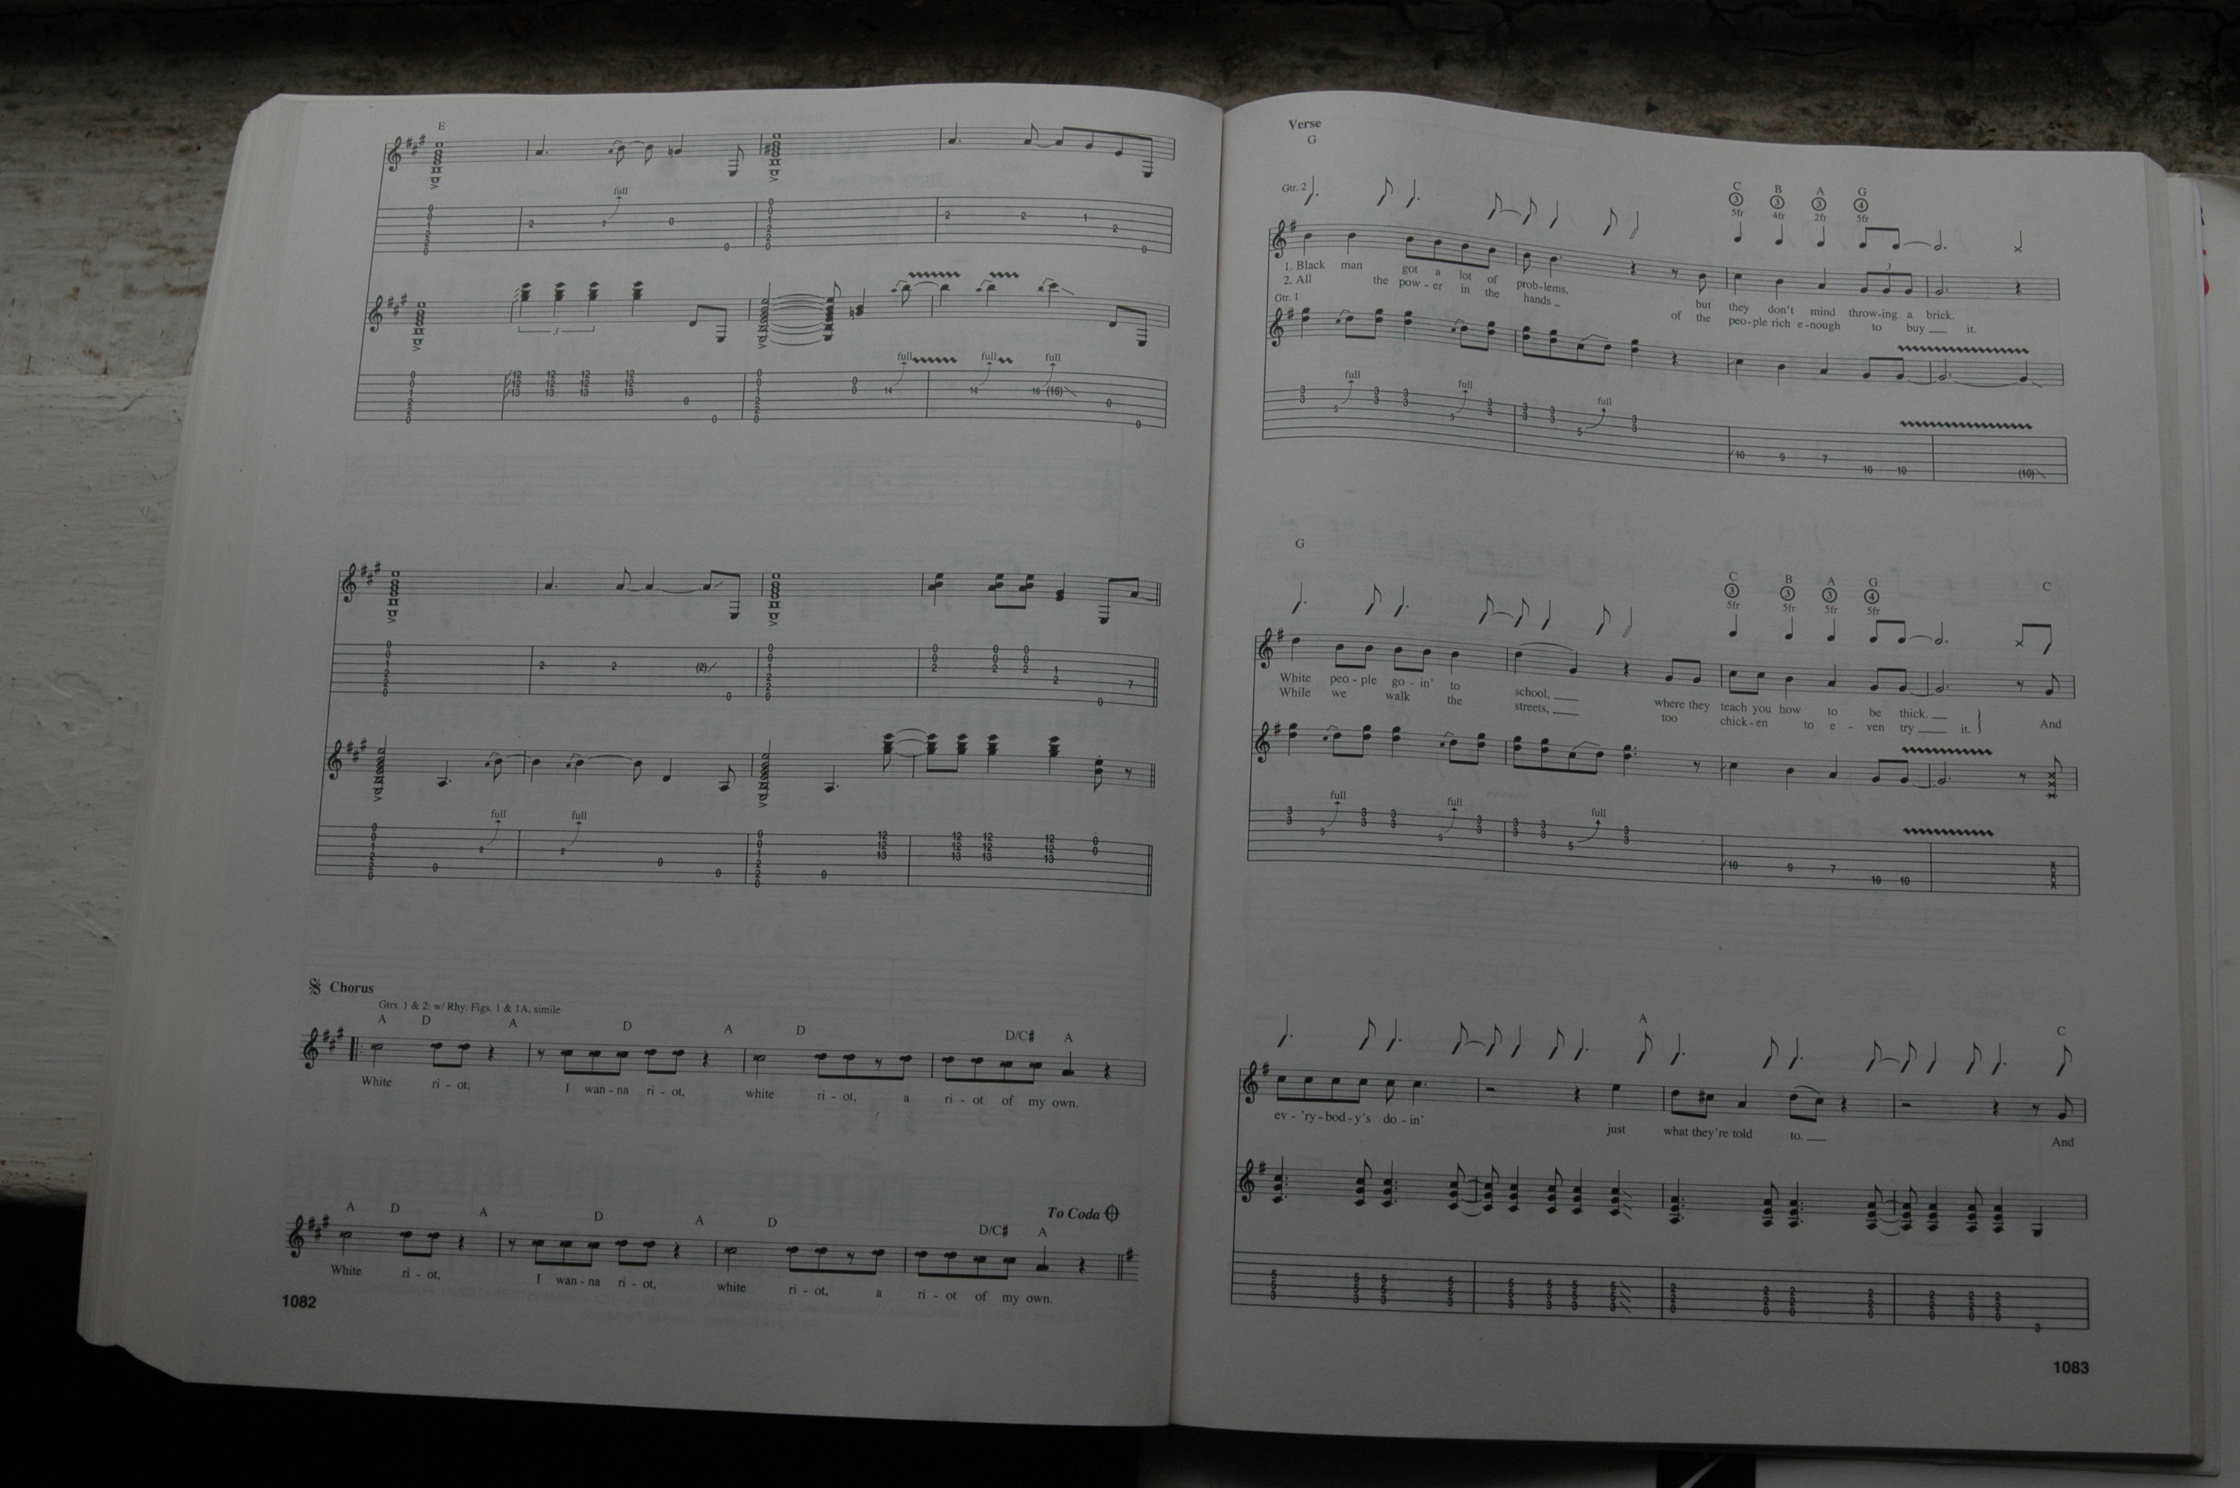 E
full
3
full
full
full
full
full
𝄋 Chorus
Gtrs. 1 & 2: w/ Rhy. Figs. 1 & 1A, simile
A D A D A D D/C♯ A
White ri - ot, I wan - na ri - ot, white ri - ot, a ri - ot of my own.
To Coda
A D A D A D D/C♯ A
White ri - ot, I wan - na ri - ot, white ri - ot, a ri - ot of my own.
1082
Verse
G C B A G
③ ③ ③ ④
5fr 4fr 2fr 5fr
Gtr. 2
1. Black man got a lot of prob-lems, but they don't mind throw-ing a brick.
2. All the pow - er in the hands of the peo-ple rich e-nough to buy it.
Gtr. 1
full full full
G C B A G C
③ ③ ③ ④
5fr 5fr 5fr 5fr
White peo - ple go - in' to school, where they teach you how to be thick.
While we walk the streets, too chick - en to e - ven try it. And
full full full
A C
ev - 'ry - bod - y's do - in' just what they're told to. And
1083